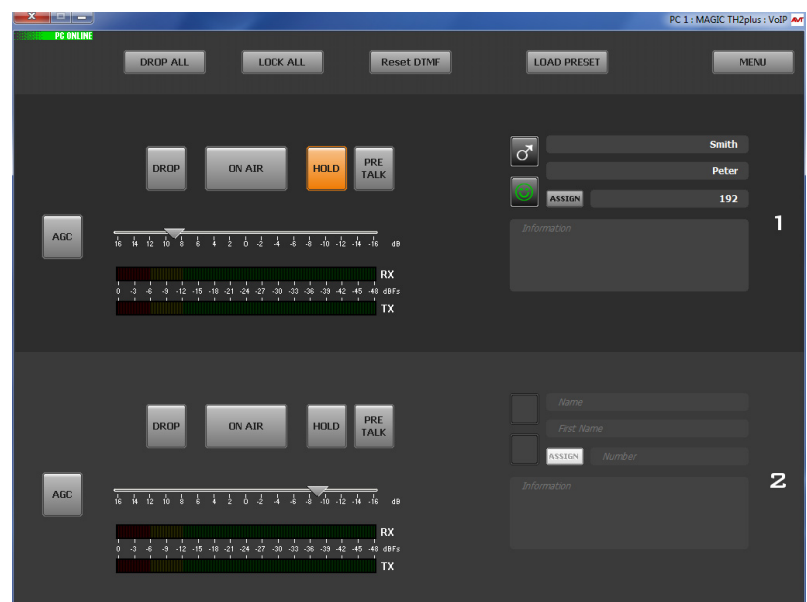 PC 1 : MAGIC TH2plus : VoIP AVT
PC ONLINE
DROP ALL LOCK ALL Reset DTMF LOAD PRESET MENU
DROP ON AIR HOLD PRE TALK
Smith
Peter
ASSIGN 192
AGC
Information
1
16 14 12 10 8 6 4 2 0 -2 -4 -6 -8 -10 -12 -14 -16 dB
RX
0 -3 -6 -9 -12 -15 -18 -21 -24 -27 -30 -33 -36 -39 -42 -45 -48 dBFs
TX
DROP ON AIR HOLD PRE TALK
Name
First Name
ASSIGN Number
AGC
Information
2
16 14 12 10 8 6 4 2 0 -2 -4 -6 -8 -10 -12 -14 -16 dB
RX
0 -3 -6 -9 -12 -15 -18 -21 -24 -27 -30 -33 -36 -39 -42 -45 -48 dBFs
TX